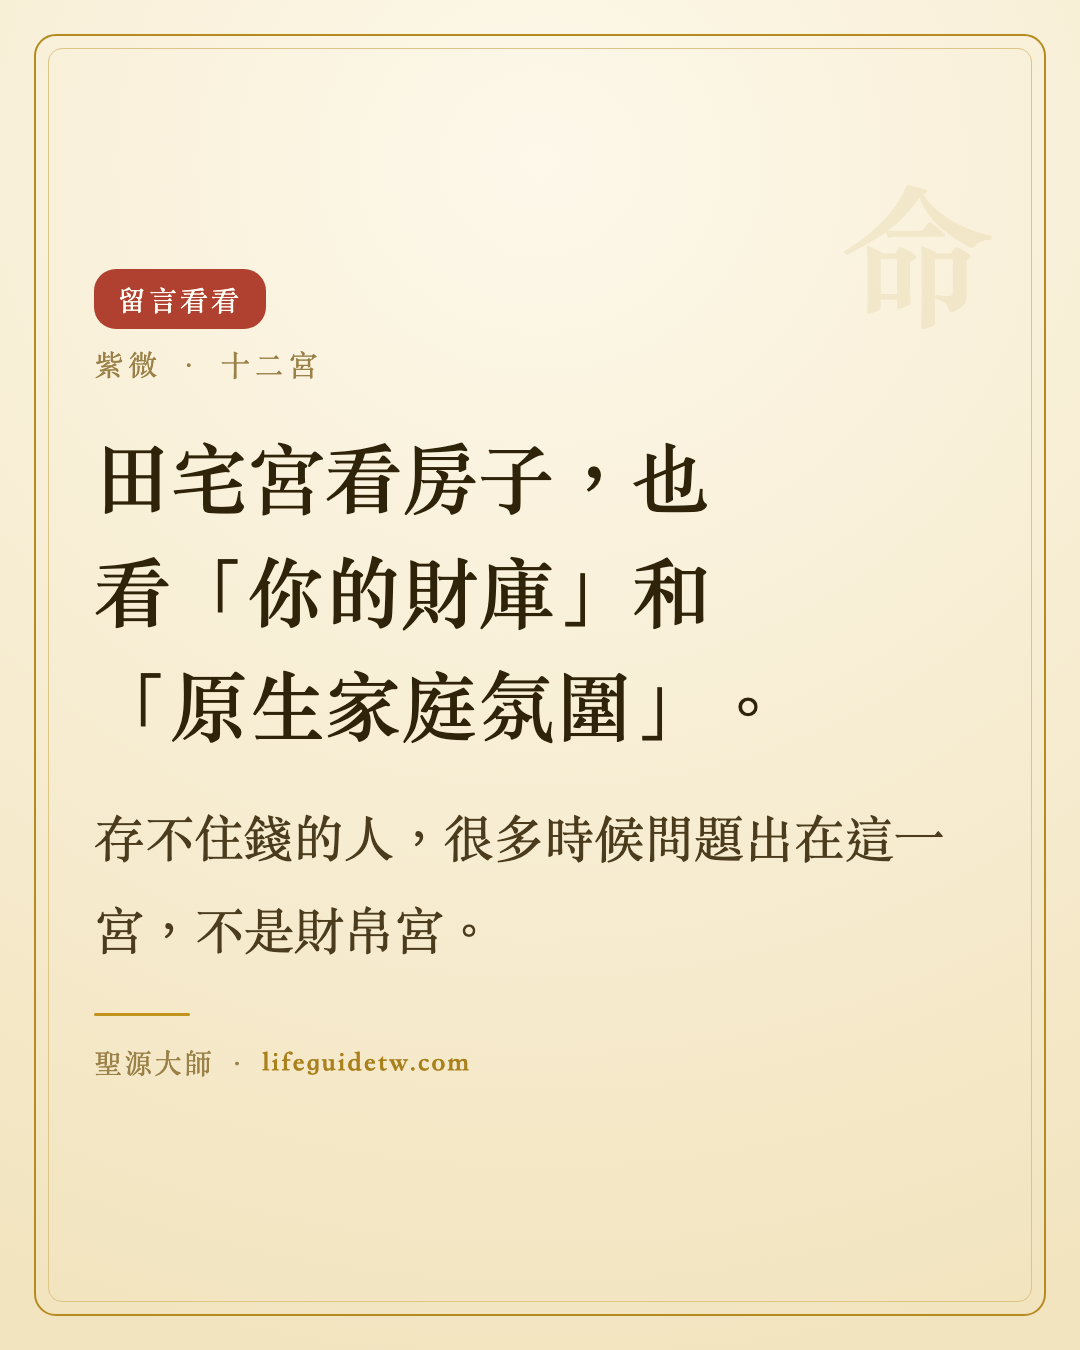 命
留言看看
紫微 · 十二宮
田宅宮看房子，也
看「你的財庫」和
「原生家庭氛圍」。
存不住錢的人，很多時候問題出在這一
宮，不是財帛宮。
聖源大師 · lifeguidetw.com